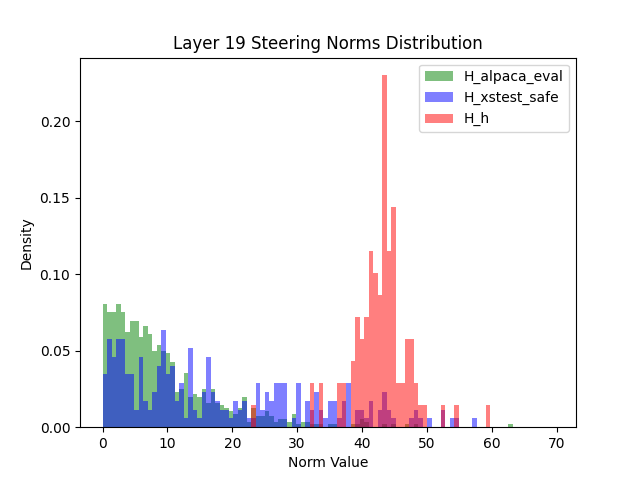 Layer 19 Steering Norms Distribution
H_alpaca_eval
H_xstest_safe
H_h
0.20
0.15
0.10
0.05
0.00
Density
0 10 20 30 40 50 60 70
Norm Value